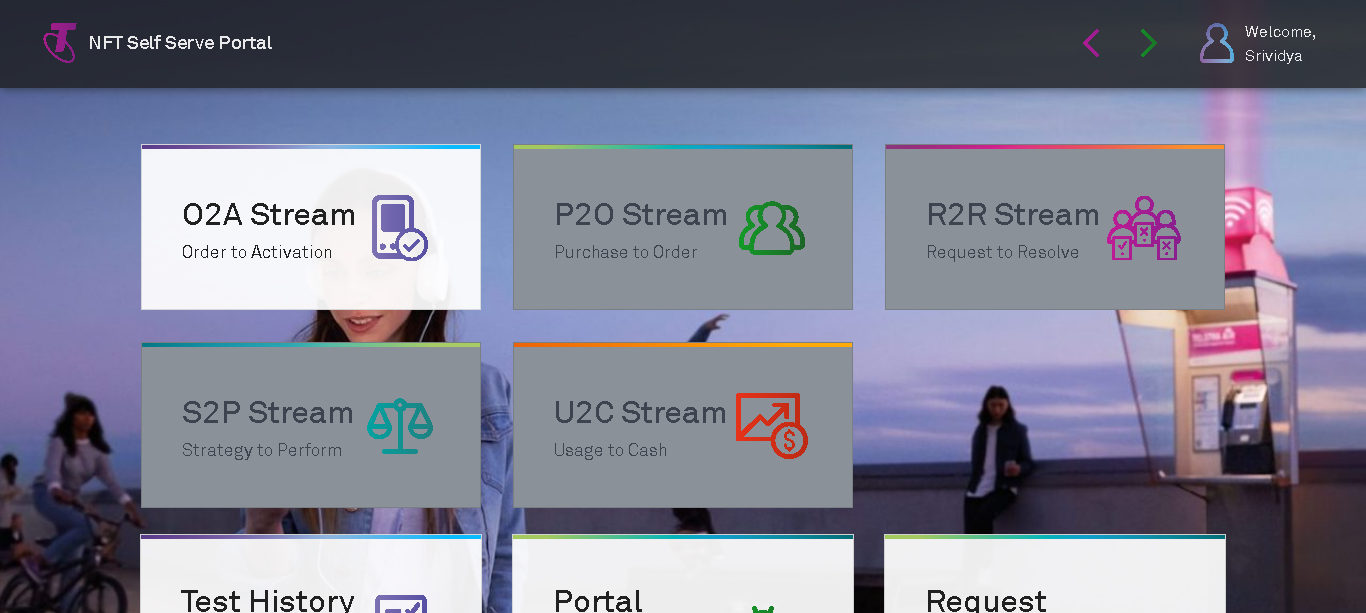 NFT Self Serve Portal
Welcome,
Srividya
O2A Stream
Order to Activation
P2O Stream
Purchase to Order
R2R Stream
Request to Resolve
S2P Stream
Strategy to Perform
U2C Stream
Usage to Cash
Test History
Portal
Request